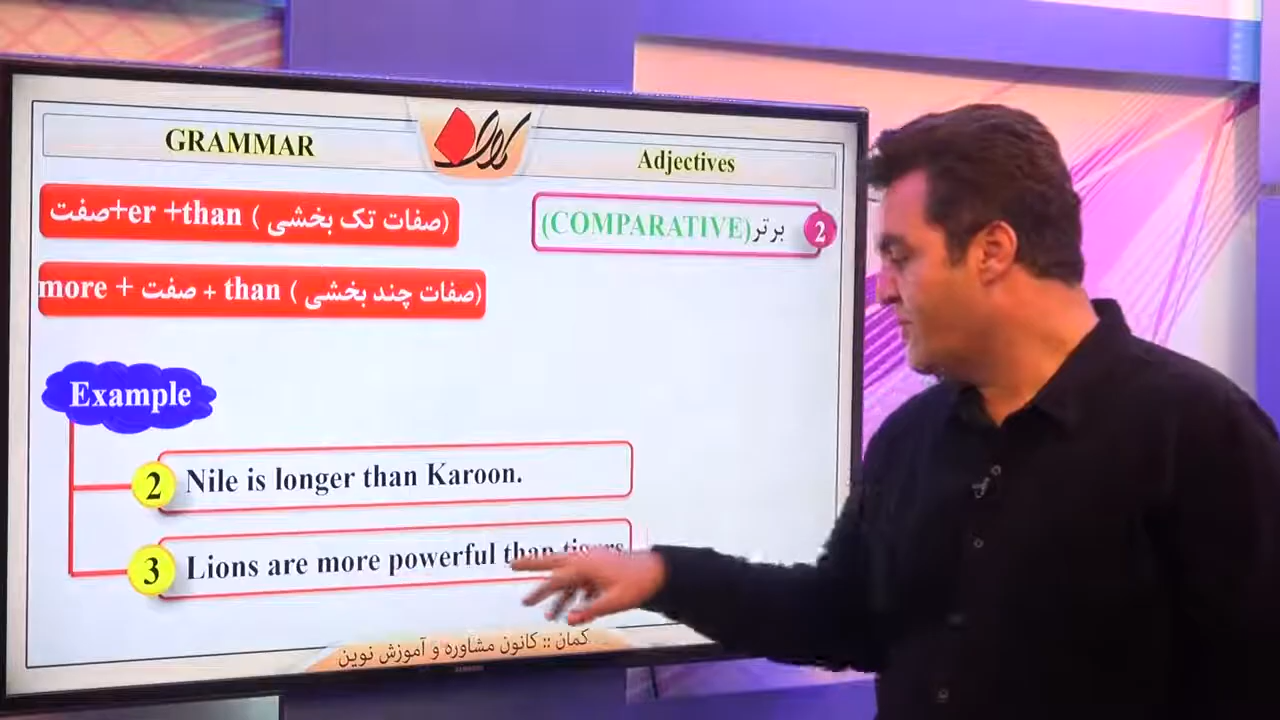 GRAMMAR
Adjectives
صفت+er +than ( صفات تک بخشی)
2 برتر(COMPARATIVE)
more + صفت + than ( صفات چند بخشی)
Example
2 Nile is longer than Karoon.
3 Lions are more powerful than tigers
کمان :: کانون مشاوره و آموزش نوین